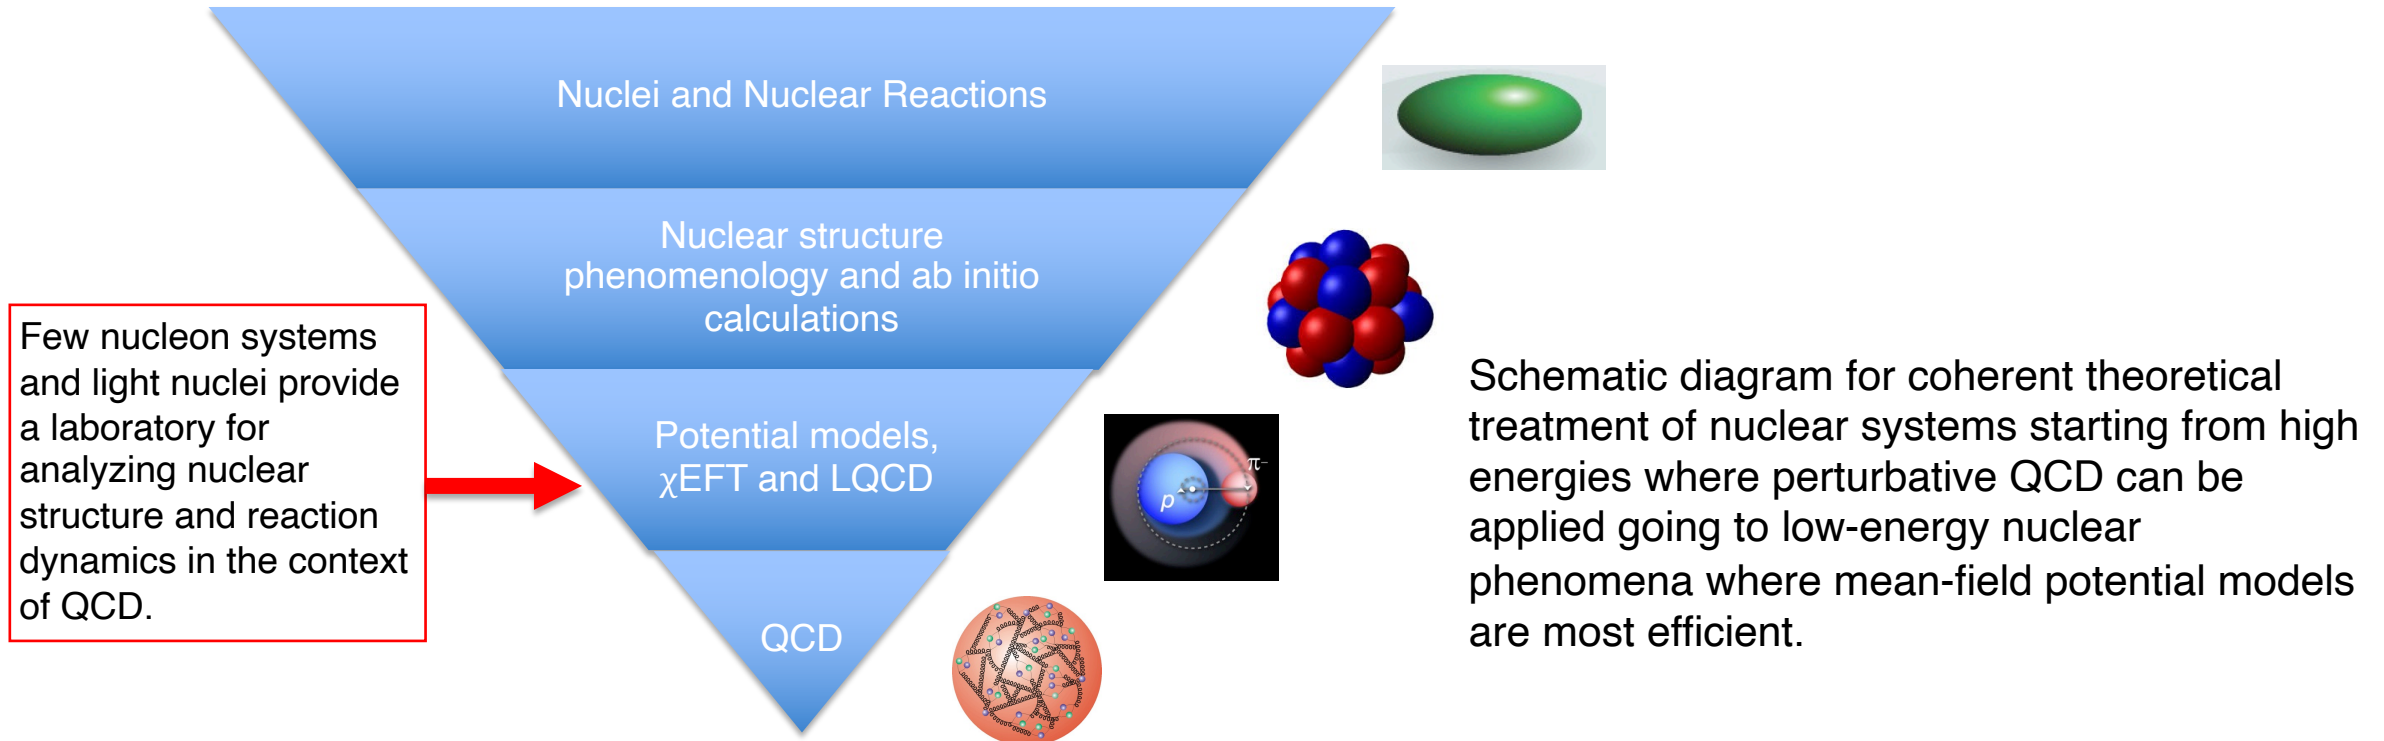 Nuclei and Nuclear Reactions
Nuclear structure
phenomenology and ab initio
calculations
Few nucleon systems
and light nuclei provide
a laboratory for
analyzing nuclear
structure and reaction
dynamics in the context
of QCD.
Potential models,
χEFT and LQCD
QCD
p
π⁻
Schematic diagram for coherent theoretical
treatment of nuclear systems starting from high
energies where perturbative QCD can be
applied going to low-energy nuclear
phenomena where mean-field potential models
are most efficient.